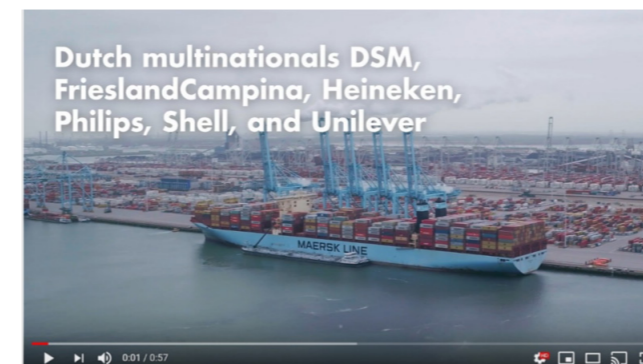 Dutch multinationals DSM,
FrieslandCampina, Heineken,
Philips, Shell, and Unilever
MAERSK LINE
0:01 / 0:57